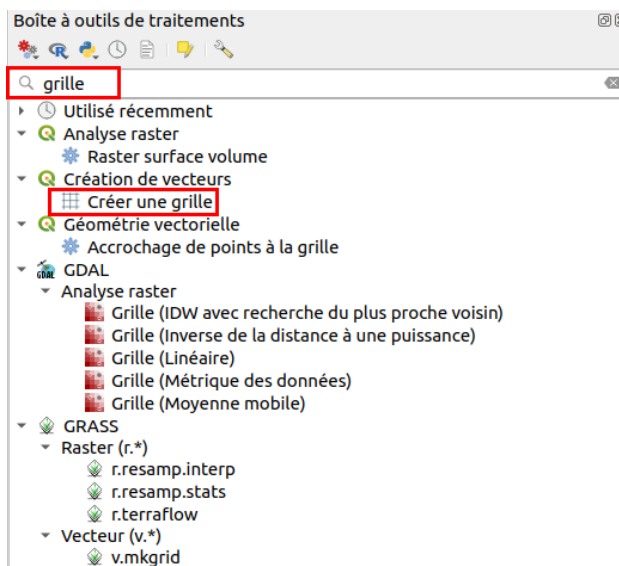 Boîte à outils de traitements
grille
Utilisé récemment
Analyse raster
Raster surface volume
Création de vecteurs
Créer une grille
Géométrie vectorielle
Accrochage de points à la grille
GDAL
Analyse raster
Grille (IDW avec recherche du plus proche voisin)
Grille (Inverse de la distance à une puissance)
Grille (Linéaire)
Grille (Métrique des données)
Grille (Moyenne mobile)
GRASS
Raster (r.*)
r.resamp.interp
r.resamp.stats
r.terraflow
Vecteur (v.*)
v.mkgrid